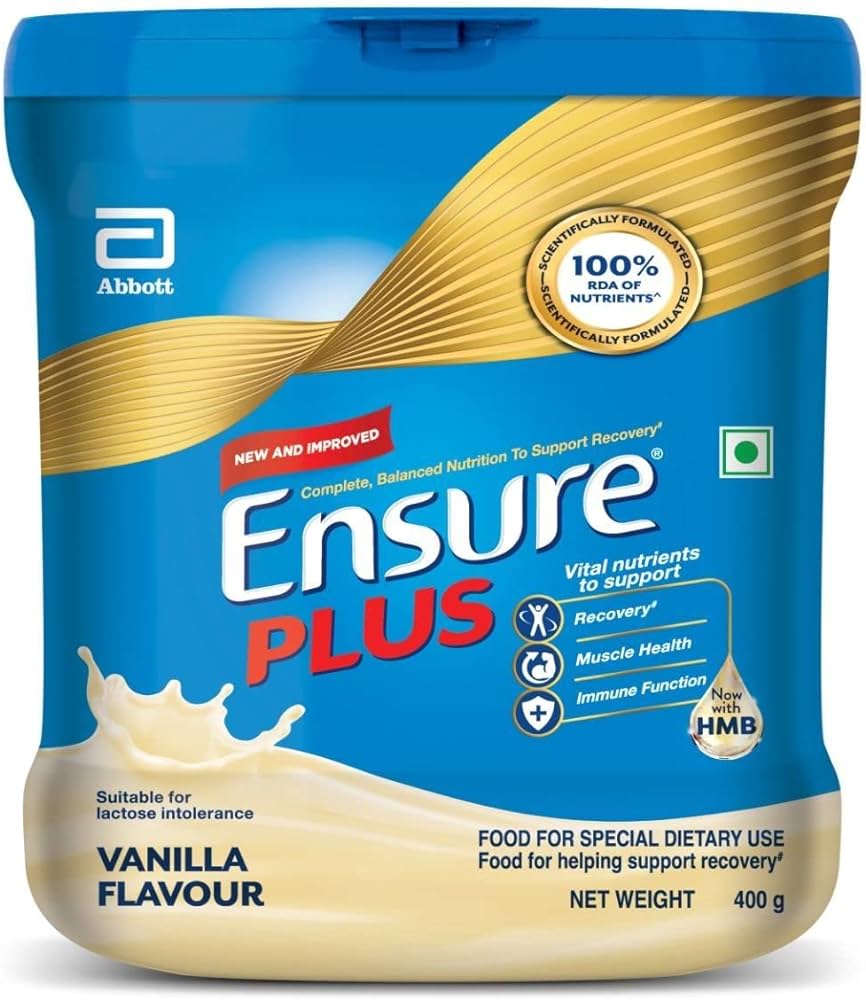 Abbott
SCIENTIFICALLY FORMULATED
100%
RDA OF
NUTRIENTS^
SCIENTIFICALLY FORMULATED
NEW AND IMPROVED
Complete, Balanced Nutrition To Support Recovery#
Ensure®
PLUS
Vital nutrients
to support
Recovery#
Muscle Health
Immune Function
Now
with
HMB
Suitable for
lactose intolerance
VANILLA
FLAVOUR
FOOD FOR SPECIAL DIETARY USE
Food for helping support recovery#
NET WEIGHT 400 g